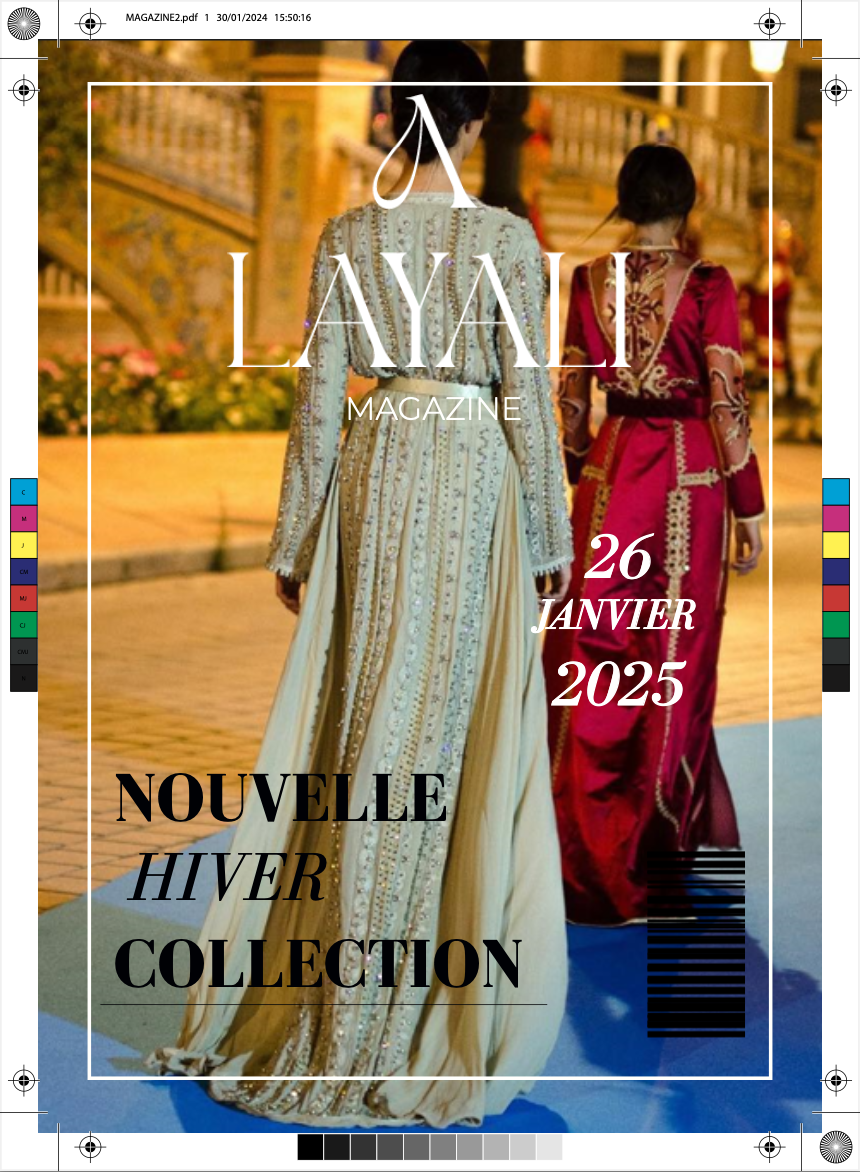 MAGAZINE2.pdf 1 30/01/2024 15:50:16
A
LAYALI
MAGAZINE
C
M
J
CM
MJ
CJ
CMJ
26
JANVIER
2025
NOUVELLE
HIVER
COLLECTION